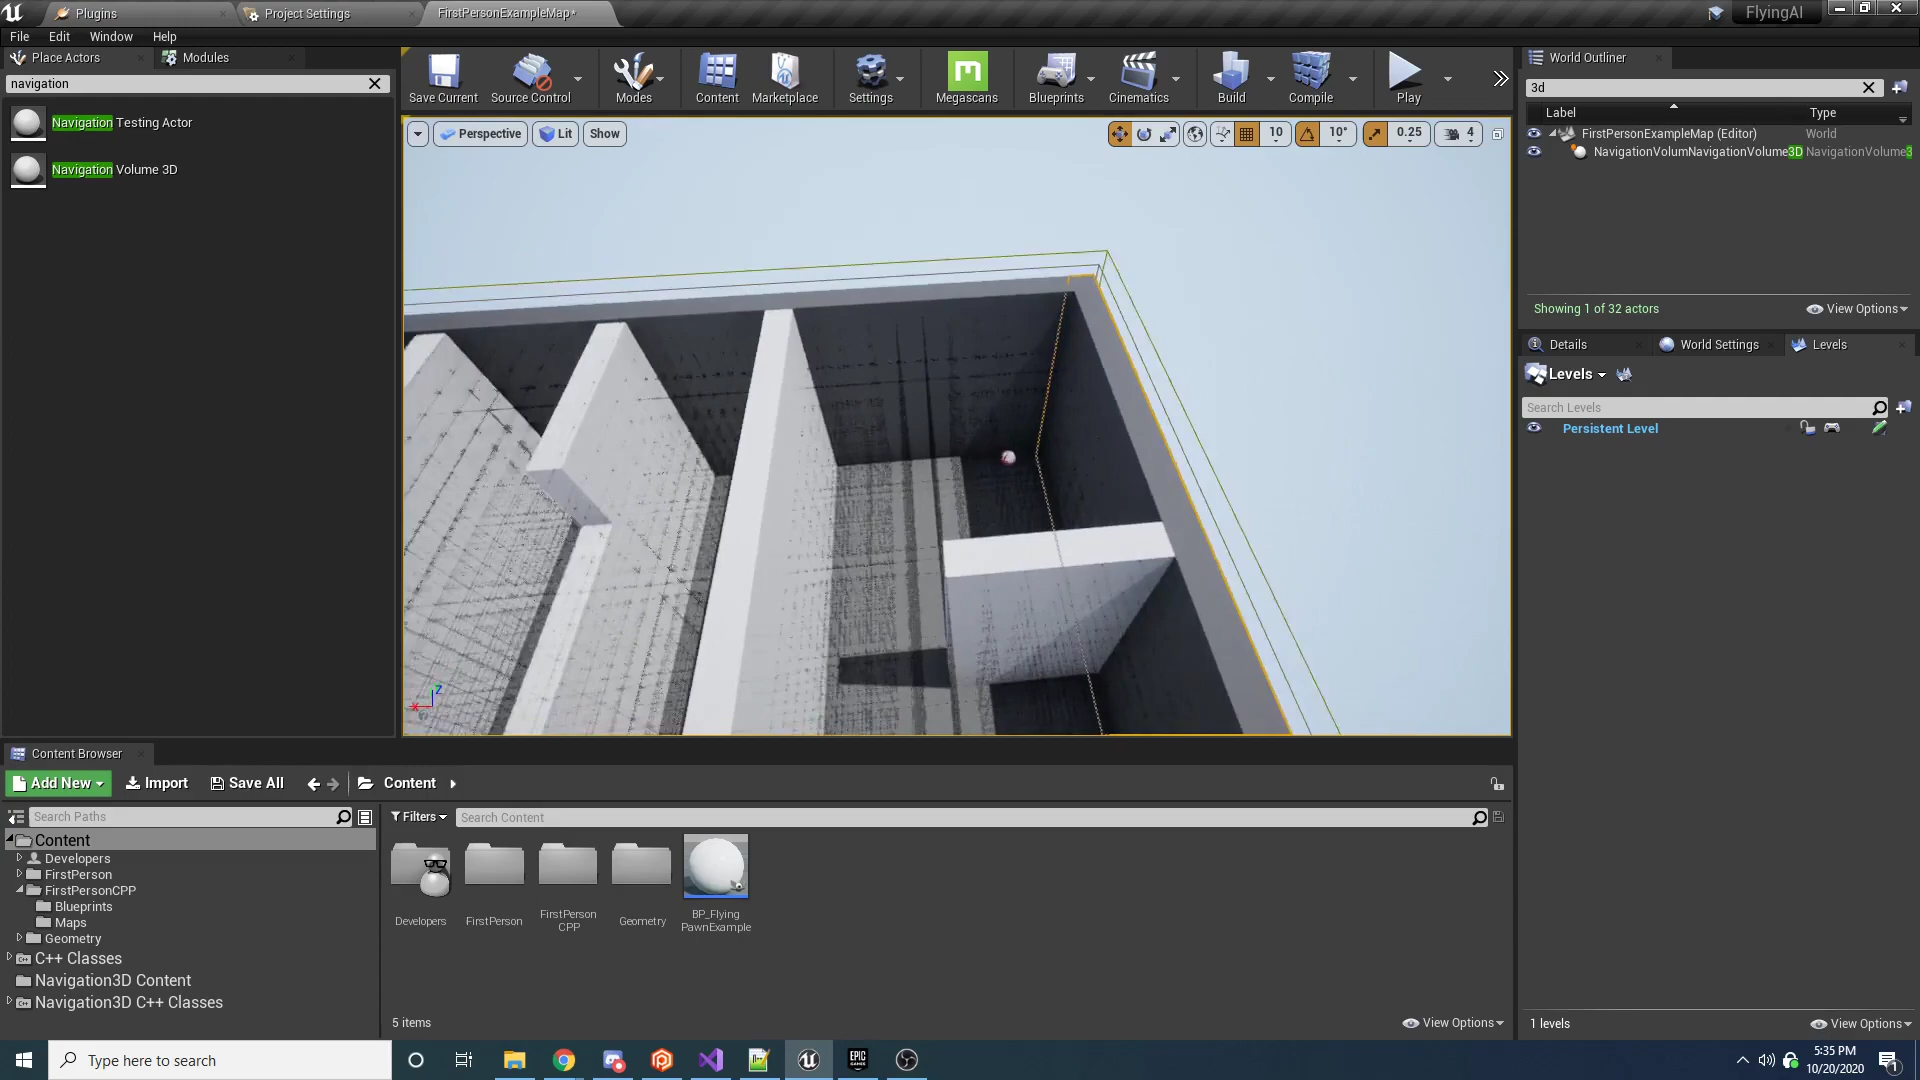 Plugins
Project Settings
FirstPersonExampleMap*
FlyingAI
File
Edit
Window
Help
Place Actors
Modules
navigation
Navigation Testing Actor
Navigation Volume 3D
Save Current
Source Control
Modes
Content
Marketplace
Settings
Megascans
Blueprints
Cinematics
Build
Compile
Play
Perspective
Lit
Show
10
10°
0.25
4
X
Z
World Outliner
3d
Label
Type
FirstPersonExampleMap (Editor)
World
NavigationVolumNavigationVolume3D
NavigationVolume3
Showing 1 of 32 actors
View Options
Details
World Settings
Levels
Levels
Search Levels
Persistent Level
1 levels
View Options
Content Browser
Add New
Import
Save All
Content
Search Paths
Filters
Search Content
Content
Developers
FirstPerson
FirstPersonCPP
Blueprints
Maps
Geometry
C++ Classes
Navigation3D Content
Navigation3D C++ Classes
Developers
FirstPerson
FirstPerson
CPP
Geometry
BP_Flying
PawnExample
5 items
View Options
Type here to search
EPIC
GAMES
5:35 PM
10/20/2020
1